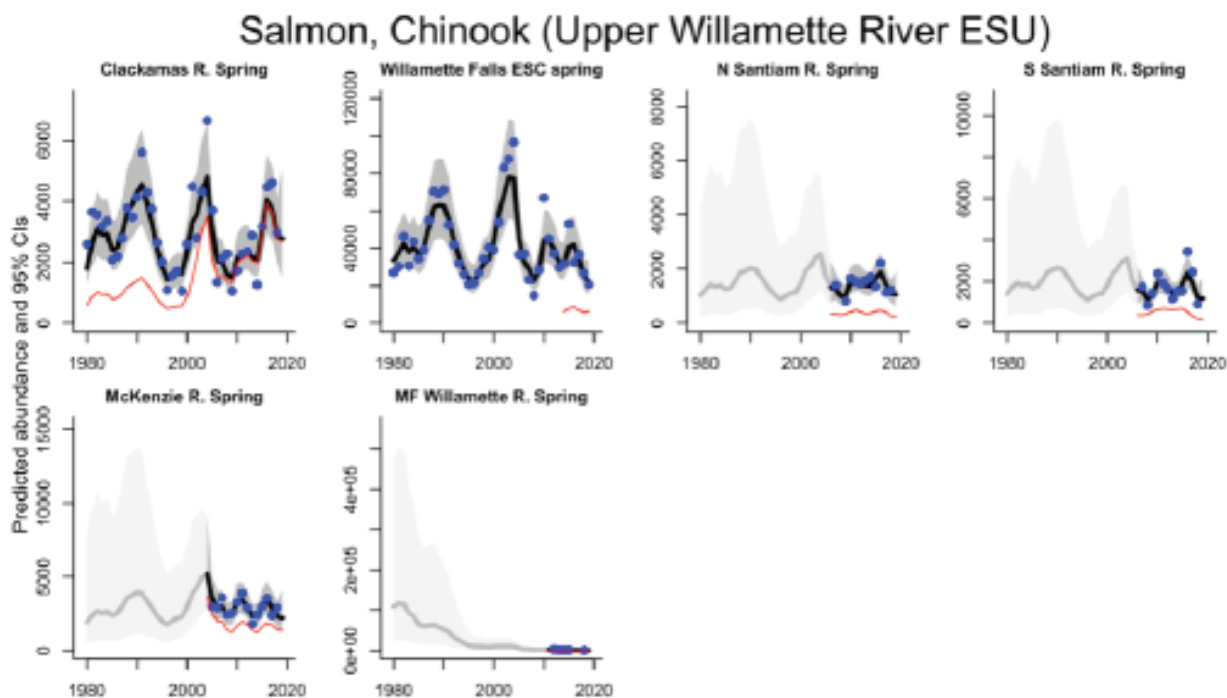 Salmon, Chinook (Upper Willamette River ESU)
Clackamas R. Spring
Willamette Falls ESC spring
N Santiam R. Spring
S Santiam R. Spring
6000
4000
2000
0
1980 2000 2020
120000
80000
40000
0
1980 2000 2020
8000
6000
4000
2000
0
1980 2000 2020
10000
6000
2000
0
1980 2000 2020
Predicted abundance and 95% CIs
McKenzie R. Spring
MF Willamette R. Spring
15000
10000
5000
0
1980 2000 2020
4e+05
2e+05
0e+00
1980 2000 2020